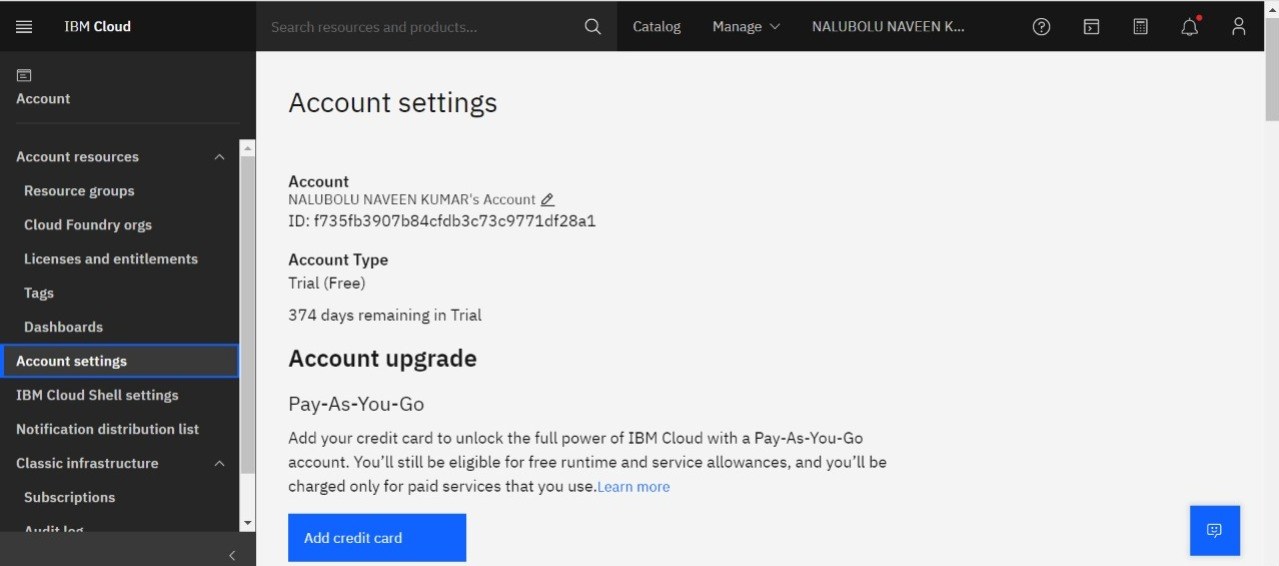 IBM Cloud
Search resources and products...
Catalog
Manage
NALUBOLU NAVEEN K...
Account
Account resources
Resource groups
Cloud Foundry orgs
Licenses and entitlements
Tags
Dashboards
Account settings
IBM Cloud Shell settings
Notification distribution list
Classic infrastructure
Subscriptions
Audit log
Account settings
Account
NALUBOLU NAVEEN KUMAR's Account
ID: f735fb3907b84cfdb3c73c9771df28a1
Account Type
Trial (Free)
374 days remaining in Trial
Account upgrade
Pay-As-You-Go
Add your credit card to unlock the full power of IBM Cloud with a Pay-As-You-Go
account. You’ll still be eligible for free runtime and service allowances, and you’ll be
charged only for paid services that you use.Learn more
Add credit card